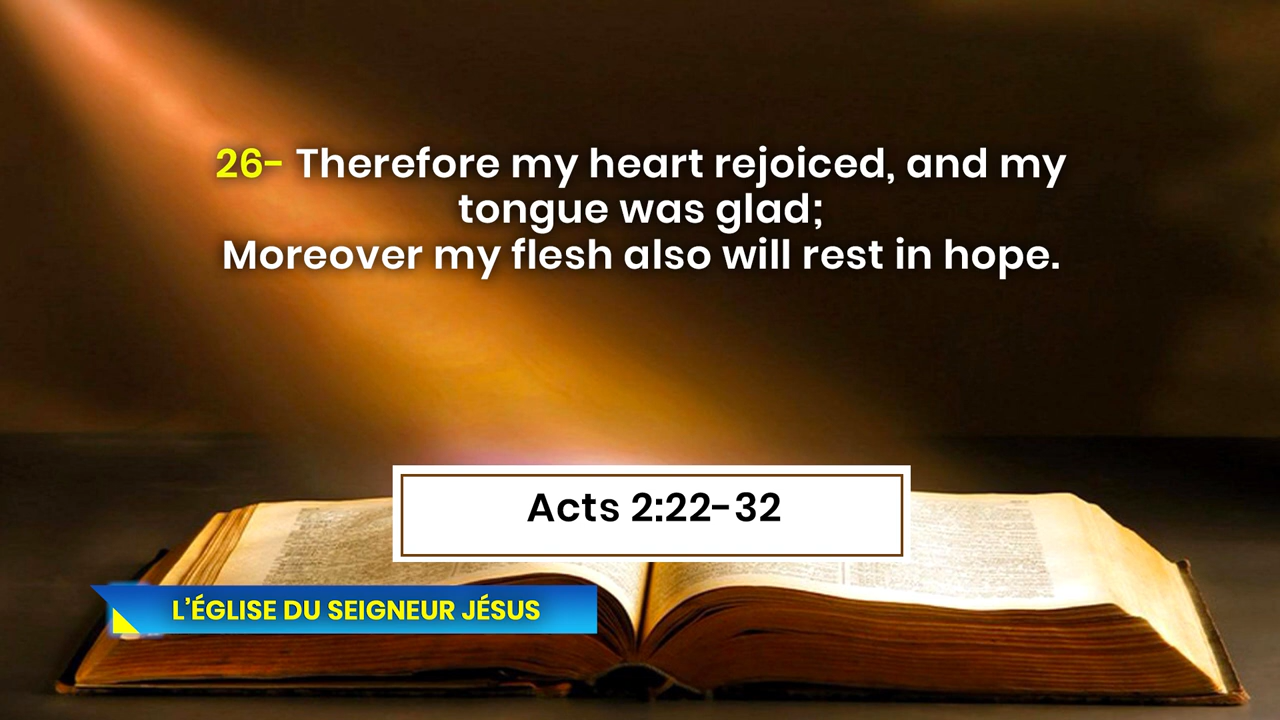 26- Therefore my heart rejoiced, and my
tongue was glad;
Moreover my flesh also will rest in hope.
Acts 2:22-32
L’ÉGLISE DU SEIGNEUR JÉSUS